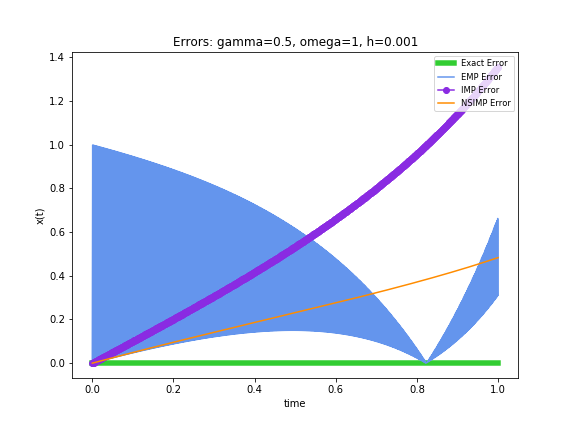 Errors: gamma=0.5, omega=1, h=0.001
Exact Error
EMP Error
IMP Error
NSIMP Error
x(t)
1.4
1.2
1.0
0.8
0.6
0.4
0.2
0.0
0.0 0.2 0.4 0.6 0.8 1.0
time